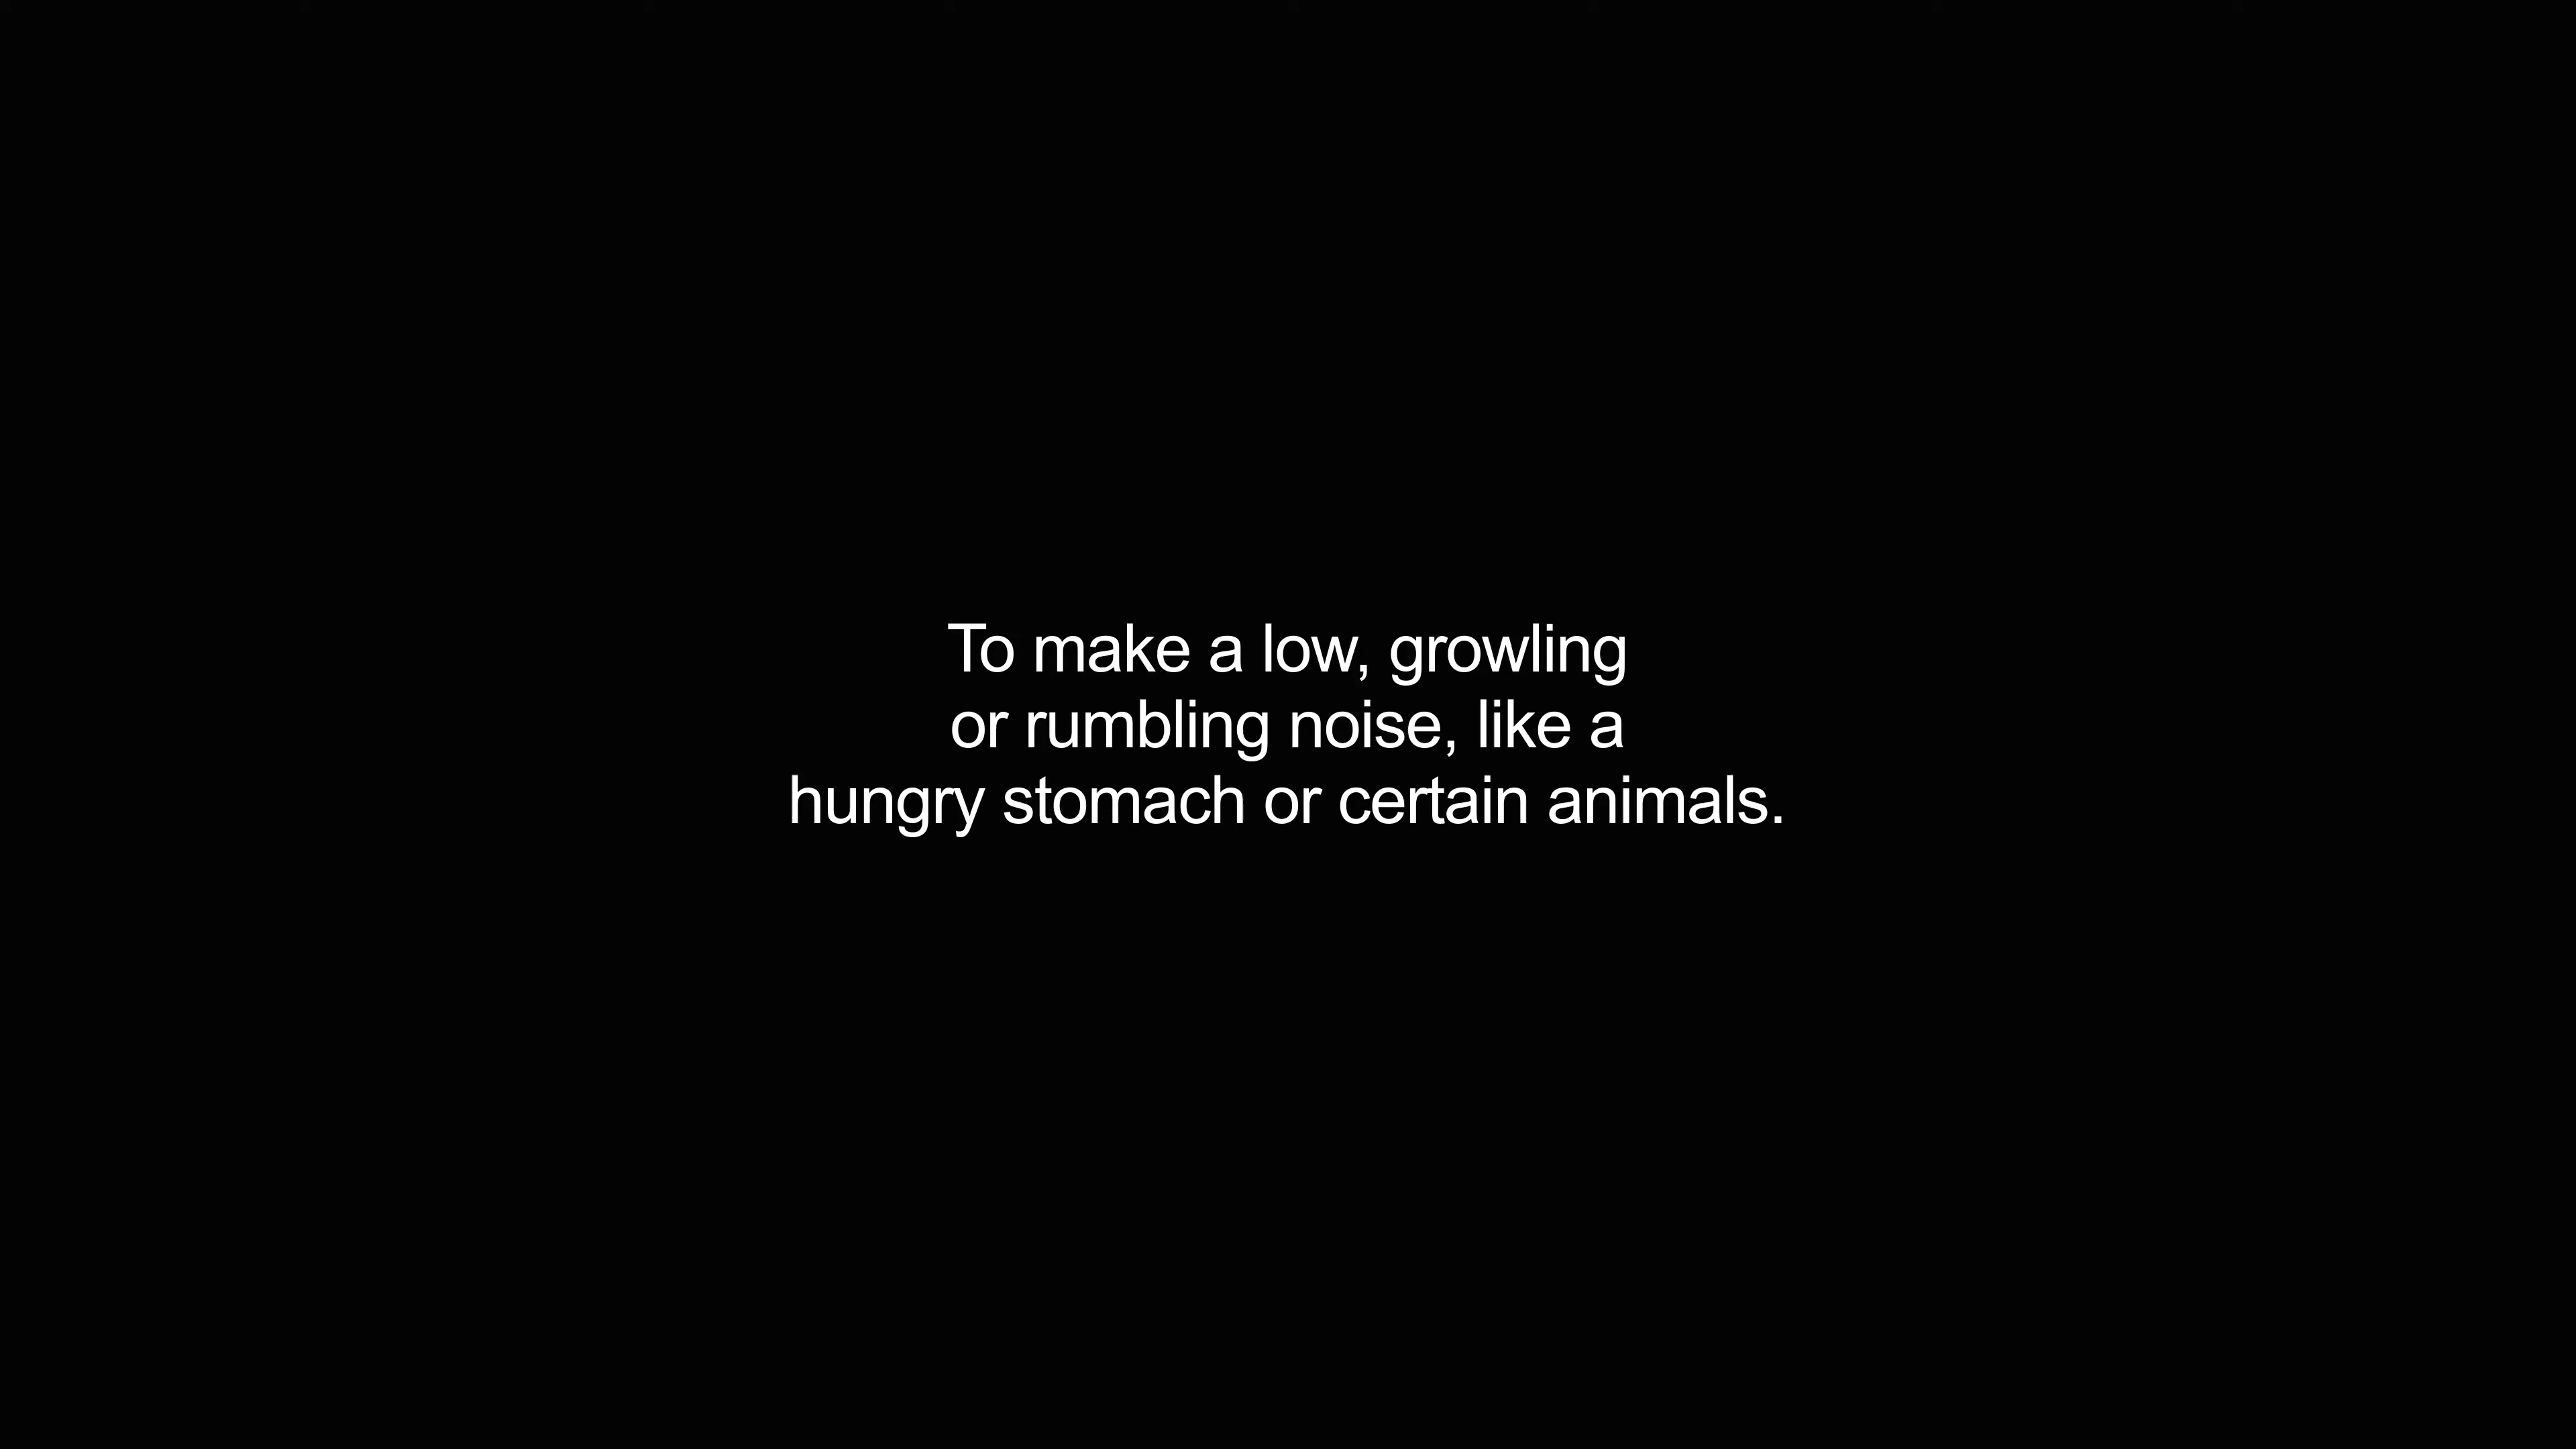 To make a low, growling
or rumbling noise, like a
hungry stomach or certain animals.